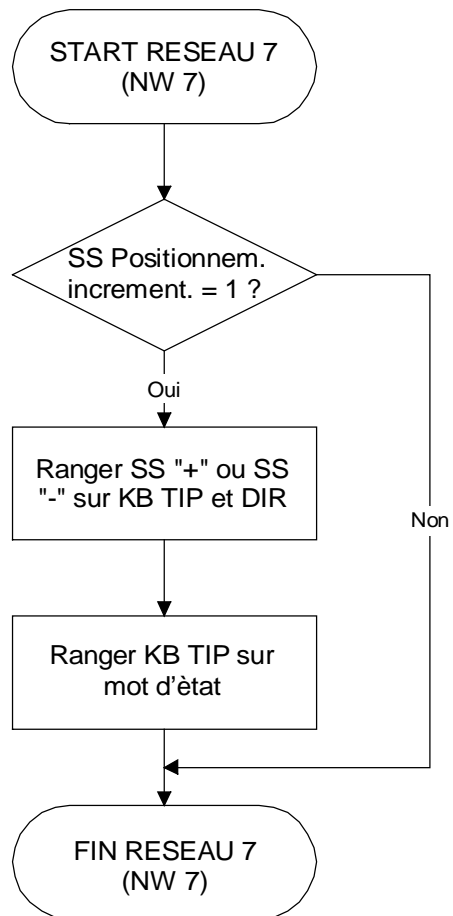 START RESEAU 7
(NW 7)
SS Positionnem.
increment. = 1 ?
Oui
Ranger SS "+" ou SS
"-" sur KB TIP et DIR
Non
Ranger KB TIP sur
mot d'ètat
FIN RESEAU 7
(NW 7)